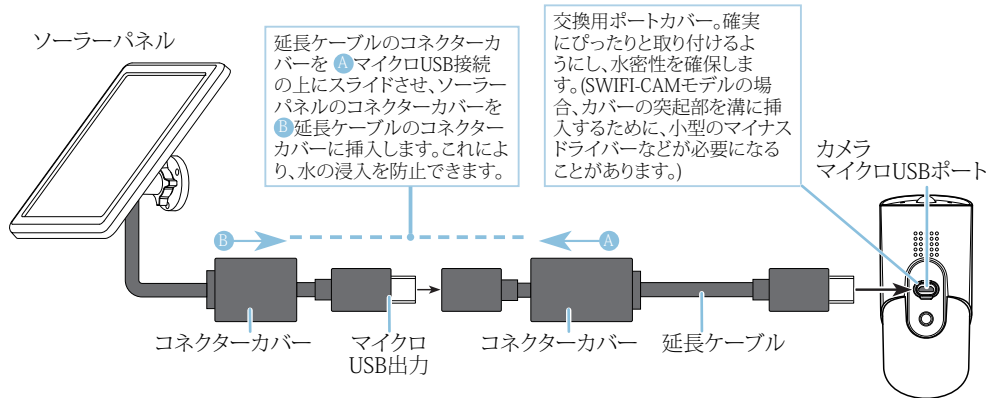 ソーラーパネル
延長ケーブルのコネクターカ
バーを Ⓐマイクロ​USB接続
の上にスライドさせ、ソーラー
パネルのコネクターカバーを
Ⓑ延長ケーブルのコネクター
カバーに挿入します。これによ
り、水の浸入を防止できます。
交換用ポートカバー。確実
にぴったりと取り付けるよ
うにし、水密性を確保しま
す。(SWIFI-CAMモデルの場
合、カバーの突起部を溝に挿
入するために、小型のマイナス
ドライバーなどが必要になる
ことがあります。)
カメラ
マイクロUSBポート
B
A
コネクターカバー
マイクロ
USB出力
コネクターカバー
延長ケーブル